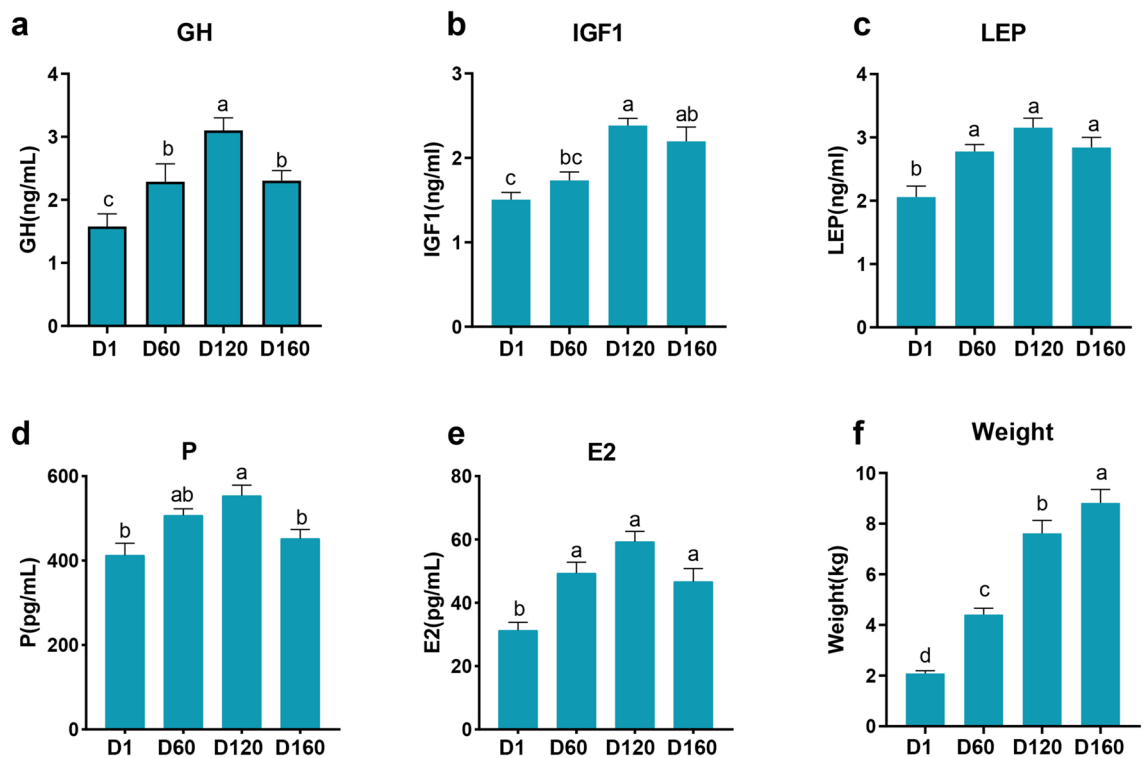 a
GH
GH(ng/mL)
4
3
2
1
0
c
b
a
b
D1 D60 D120 D160
b
IGF1
IGF1(ng/ml)
3
2
1
0
c
bc
a
ab
D1 D60 D120 D160
c
LEP
LEP(ng/ml)
4
3
2
1
0
b
a
a
a
D1 D60 D120 D160
d
P
P(pg/mL)
600
400
200
0
b
ab
a
b
D1 D60 D120 D160
e
E2
E2(pg/mL)
80
60
40
20
0
b
a
a
a
D1 D60 D120 D160
f
Weight
Weight(kg)
10
8
6
4
2
0
d
c
b
a
D1 D60 D120 D160